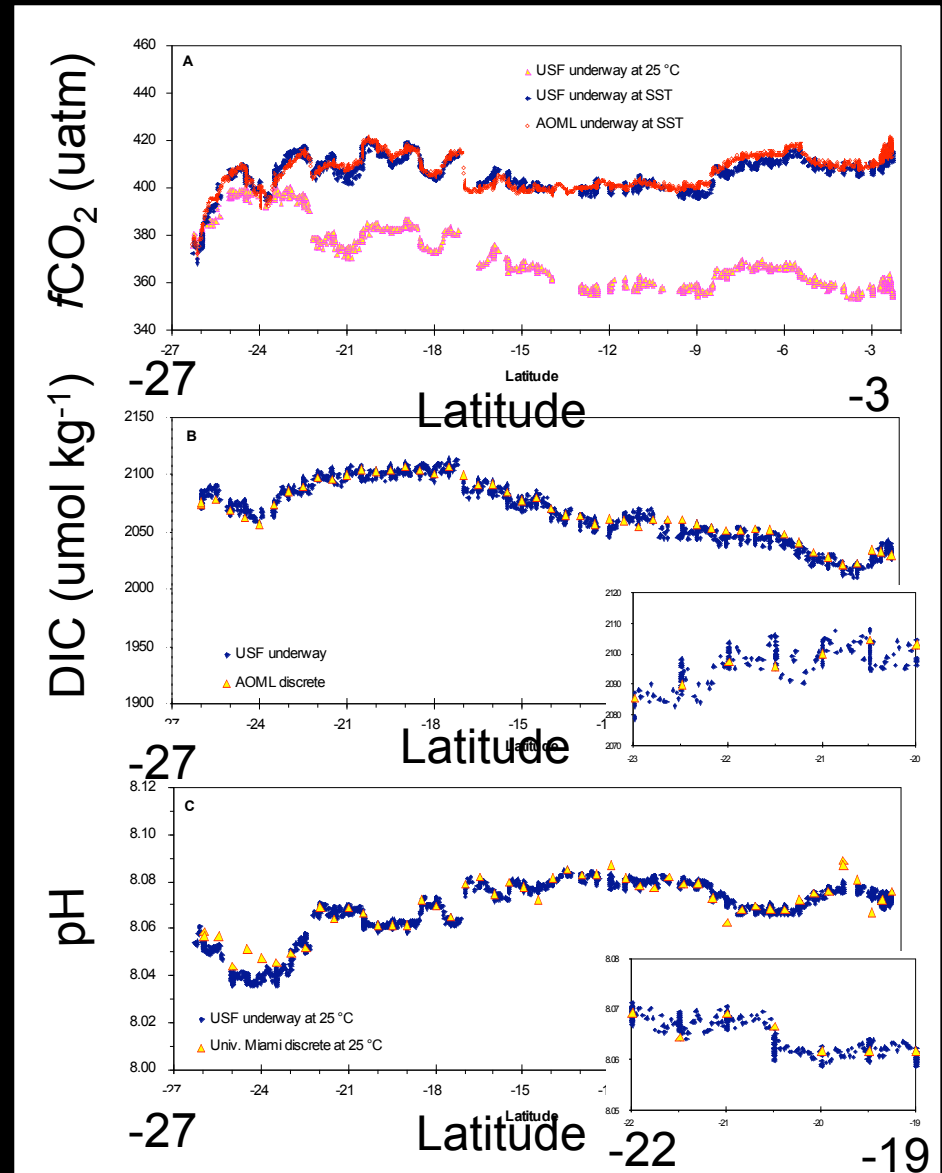 fCO2 (uatm)
460
440
420
400
380
360
340
A
USF underway at 25 °C
USF underway at SST
AOML underway at SST
-27 -24 -21 -18 -15 -12 -9 -6 -3
Latitude
-27 Latitude -3
DIC (umol kg-1)
2150
2100
2050
2000
1950
1900
B
USF underway
AOML discrete
-24 -21 -18 -15
2120
2110
2100
2090
2080
2070
-23 -22 -21 -20
-27 Latitude
pH
8.12
8.10
8.08
8.06
8.04
8.02
8.00
C
USF underway at 25 °C
Univ. Miami discrete at 25 °C
-27 -24 -21 -18 -15
8.08
8.07
8.06
8.05
-22 -21 -20 -19
Latitude
-27 Latitude -22 -19